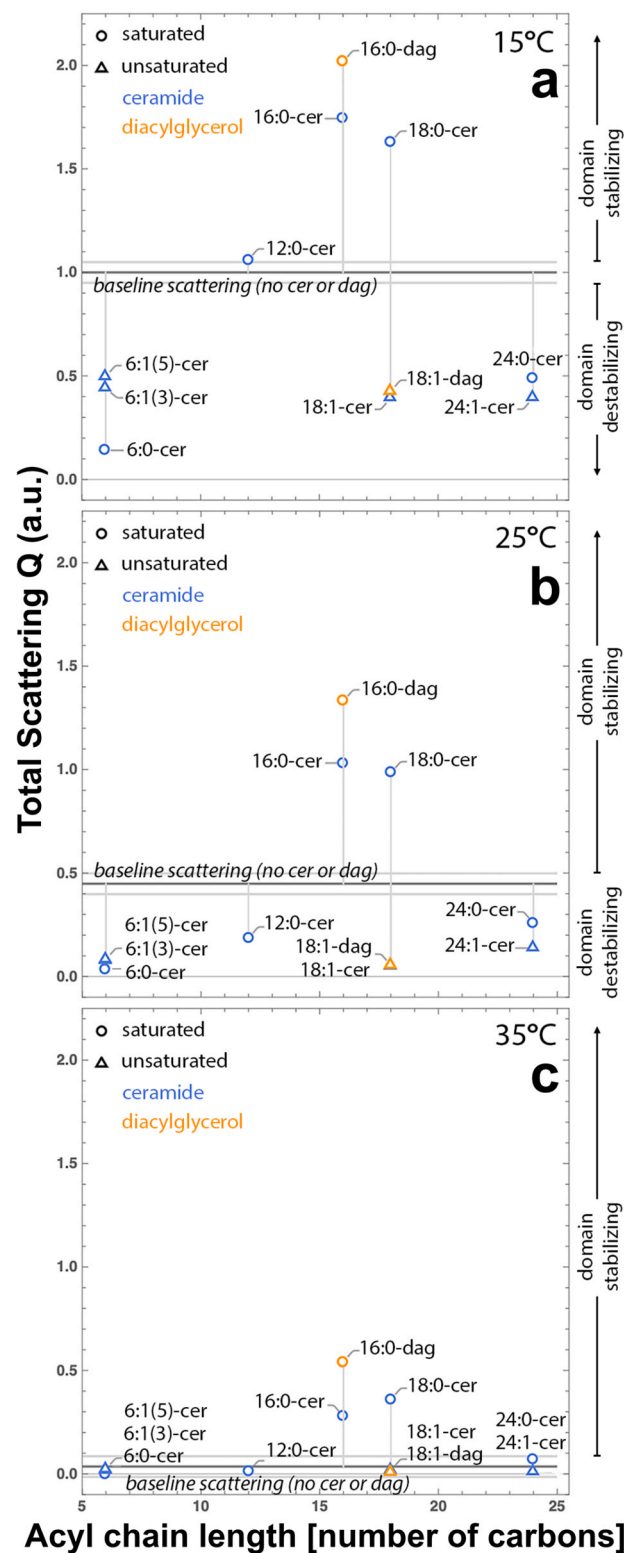 saturated
15°C
unsaturated
a
ceramide
diacylglycerol
16:0-dag
16:0-cer
18:0-cer
12:0-cer
baseline scattering (no cer or dag)
6:1(5)-cer
6:1(3)-cer
6:0-cer
18:1-dag
18:1-cer
24:0-cer
24:1-cer
2.0
1.5
1.0
0.5
0.0
domain
stabilizing
domain
destabilizing
Total Scattering Q (a.u.)
saturated
25°C
unsaturated
b
ceramide
diacylglycerol
16:0-dag
16:0-cer
18:0-cer
baseline scattering (no cer or dag)
6:1(5)-cer
6:1(3)-cer
6:0-cer
12:0-cer
18:1-dag
18:1-cer
24:0-cer
24:1-cer
2.0
1.5
1.0
0.5
0.0
domain
stabilizing
domain
destabilizing
saturated
35°C
unsaturated
c
ceramide
diacylglycerol
16:0-dag
16:0-cer
18:0-cer
6:1(5)-cer
6:1(3)-cer
6:0-cer
12:0-cer
18:1-cer
18:1-dag
24:0-cer
24:1-cer
baseline scattering (no cer or dag)
2.0
1.5
1.0
0.5
0.0
domain
stabilizing
5 10 15 20 25
Acyl chain length [number of carbons]